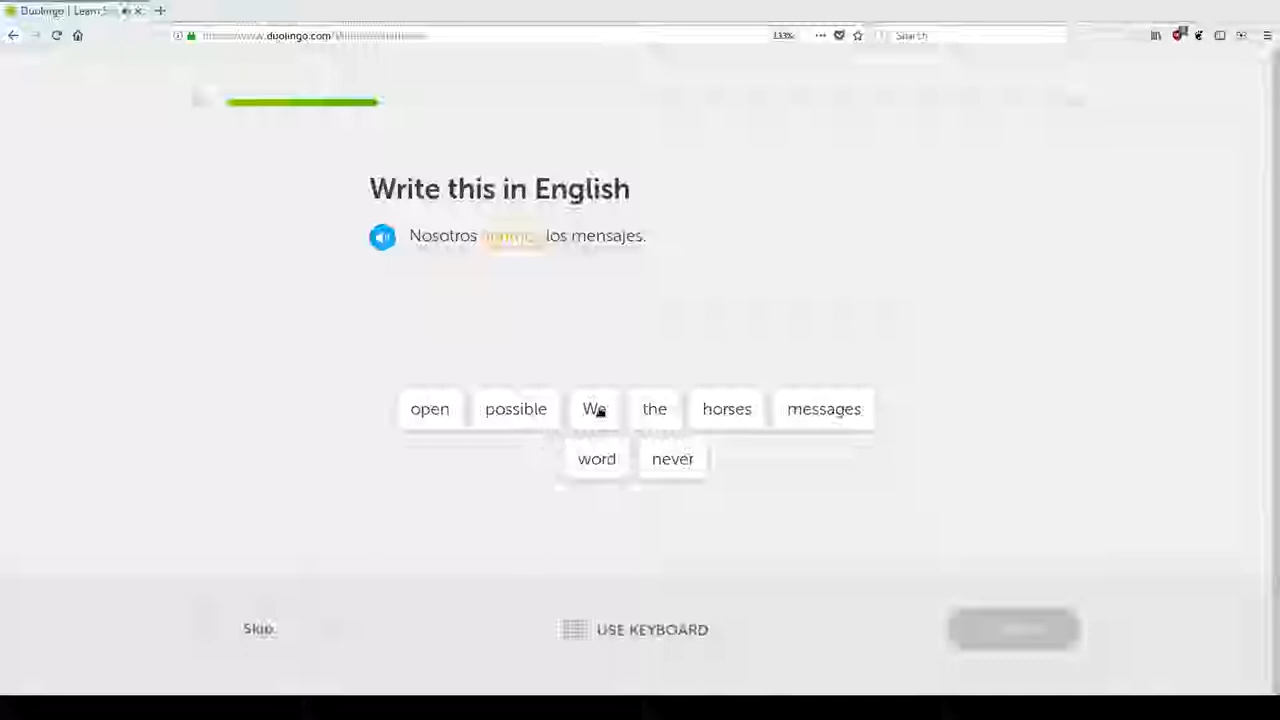 Duolingo | Learn S
www.duolingo.com/
133%
Search
Write this in English
Nosotros los mensajes.
open possible We the horses messages
word never
Skip
USE KEYBOARD